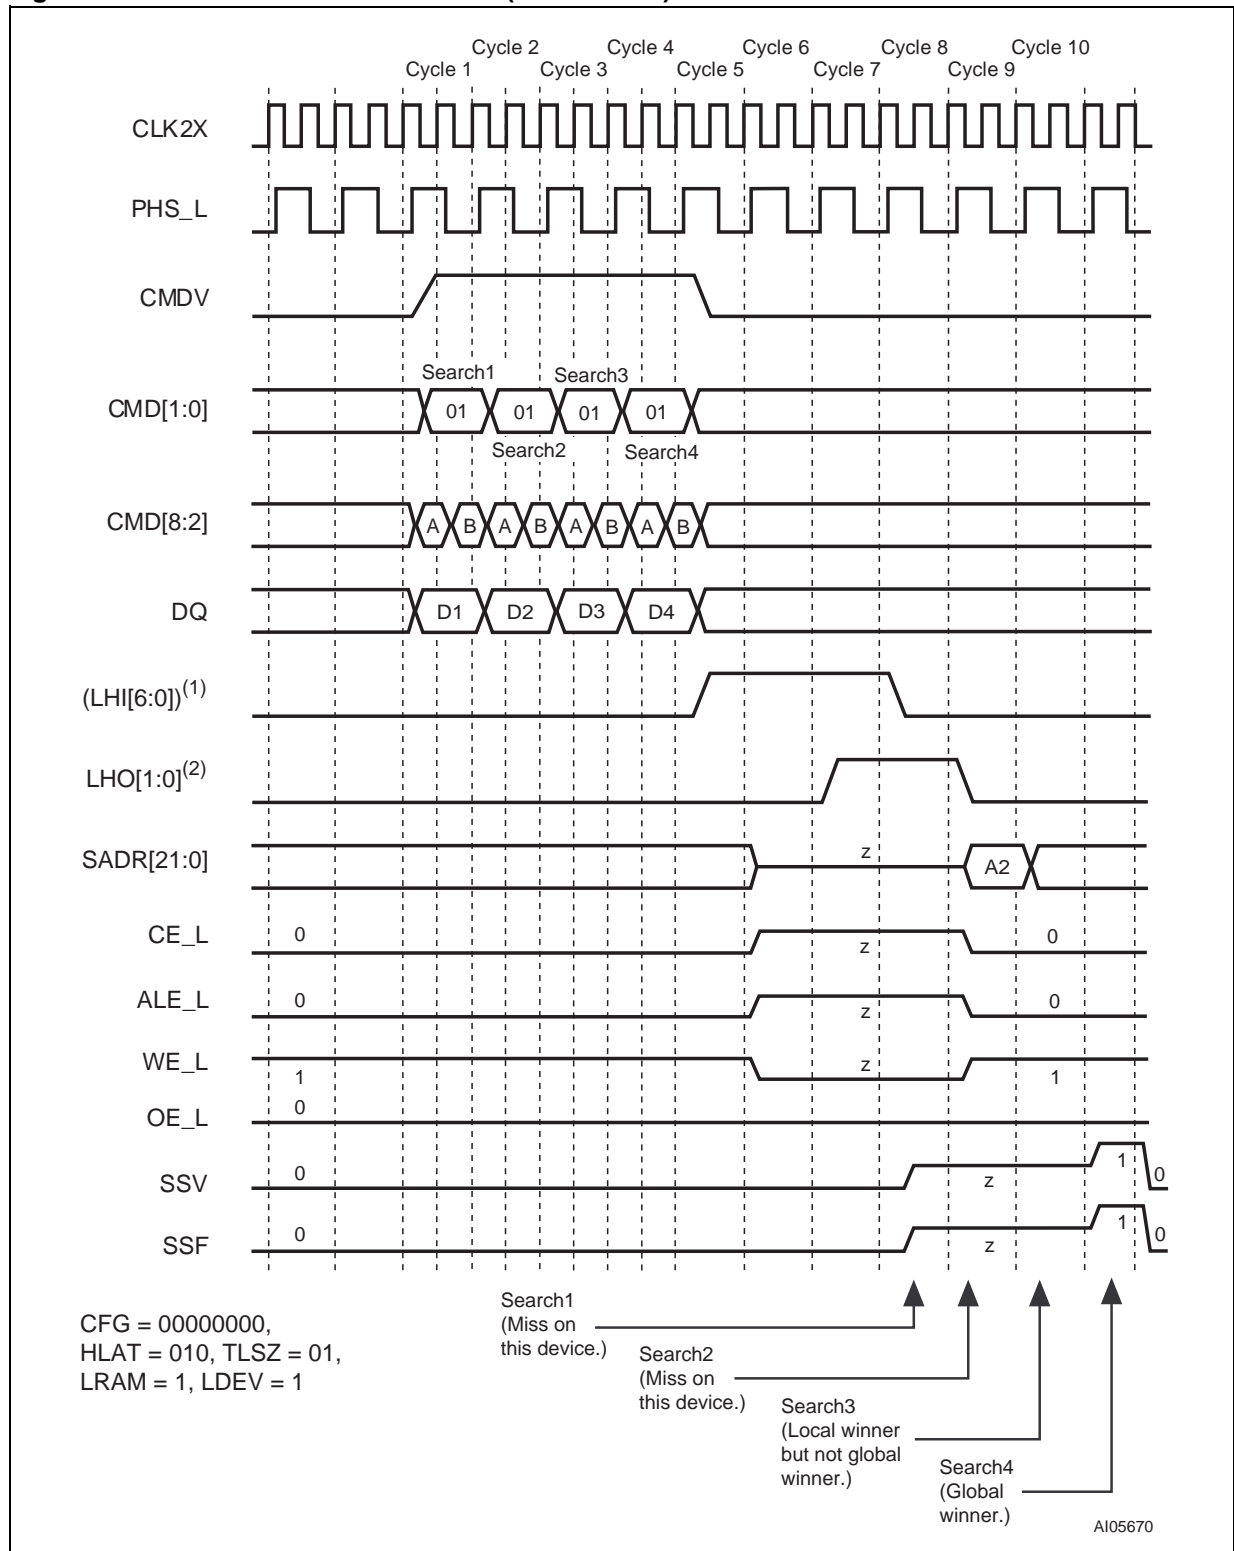 Cycle 2 Cycle 4 Cycle 6 Cycle 8 Cycle 10
Cycle 1 Cycle 3 Cycle 5 Cycle 7 Cycle 9
CLK2X
PHS_L
CMDV
Search1 Search3
CMD[1:0] 01 01 01 01
Search2 Search4
CMD[8:2] A B A B A B A B
DQ D1 D2 D3 D4
(LHI[6:0])(1)
LHO[1:0](2)
SADR[21:0] z A2
CE_L 0 z 0
ALE_L 0 z 0
WE_L 1 z 1
OE_L 0
SSV 0 z 1 0
SSF 0 z 1 0
CFG = 00000000,
HLAT = 010, TLSZ = 01,
LRAM = 1, LDEV = 1
Search1
(Miss on
this device.)
Search2
(Miss on
this device.)
Search3
(Local winner
but not global
winner.)
Search4
(Global
winner.)
AI05670